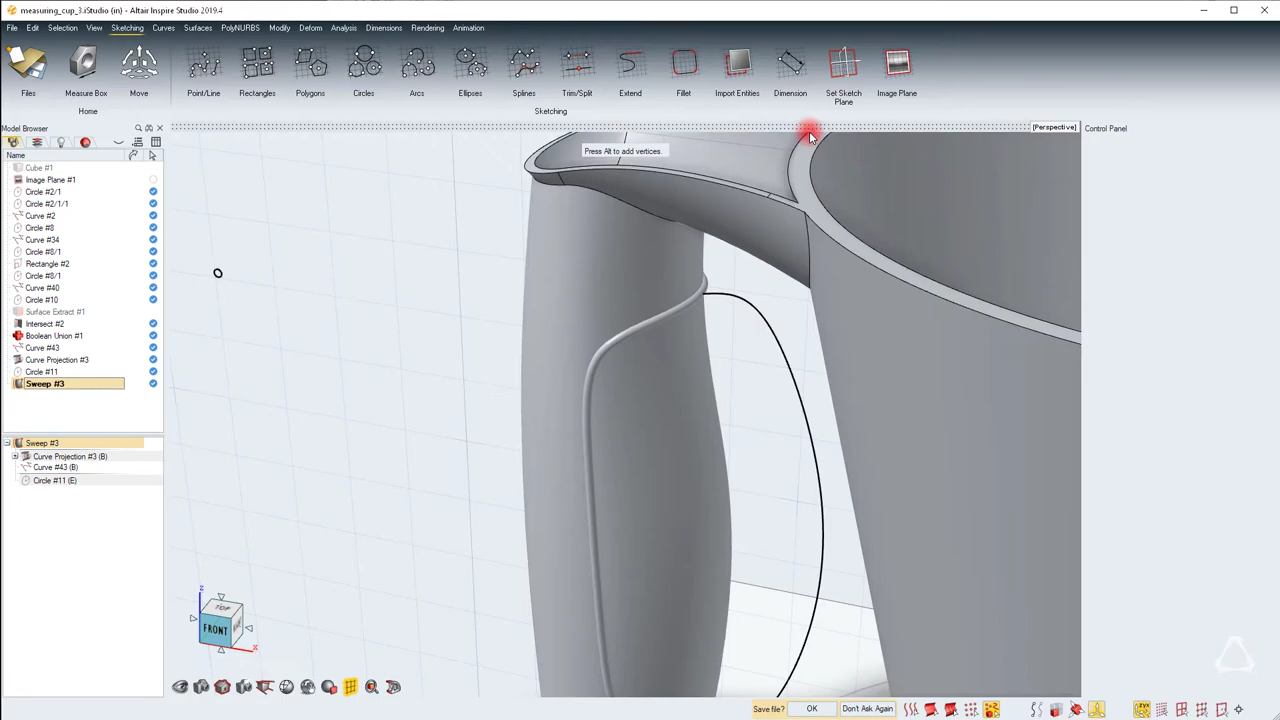 measuring_cup_3.iStudio (in) - Altair Inspire Studio 2019.4
File Edit Selection View Sketching Curves Surfaces PolyNURBS Modify Deform Analysis Dimensions Rendering Animation
Files Measure Box Move Point/Line Rectangles Polygons Circles Arcs Ellipses Splines Trim/Split Extend Fillet Import Entities Dimension Set Sketch Plane Image Plane
Home Sketching
Model Browser
[Perspective] Control Panel
Name
Cube #1
Image Plane #1
Circle #2/1
Circle #2/1/1
Curve #2
Circle #8
Curve #34
Circle #8/1
Rectangle #2
Circle #8/1
Curve #40
Circle #10
Surface Extract #1
Intersect #2
Boolean Union #1
Curve #43
Curve Projection #3
Circle #11
Sweep #3
Sweep #3
Curve Projection #3 (B)
Curve #43 (B)
Circle #11 (E)
Press Alt to add vertices.
z
TOP
FRONT
x
Save file? OK Don't Ask Again